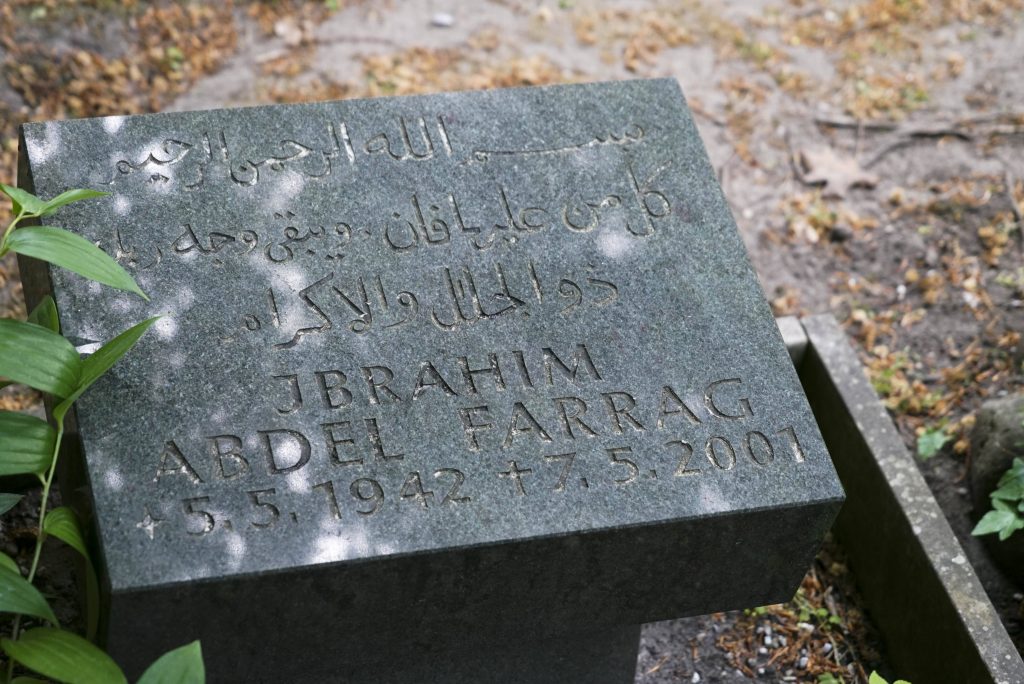 بسم الله الرحمن الرحيم
كل من عليها فان . ويبقى وجه ربك
ذو الجلال والاكرام
JBRAHIM
ABDEL FARRAG
* 5.5.1942 + 7.5.2001